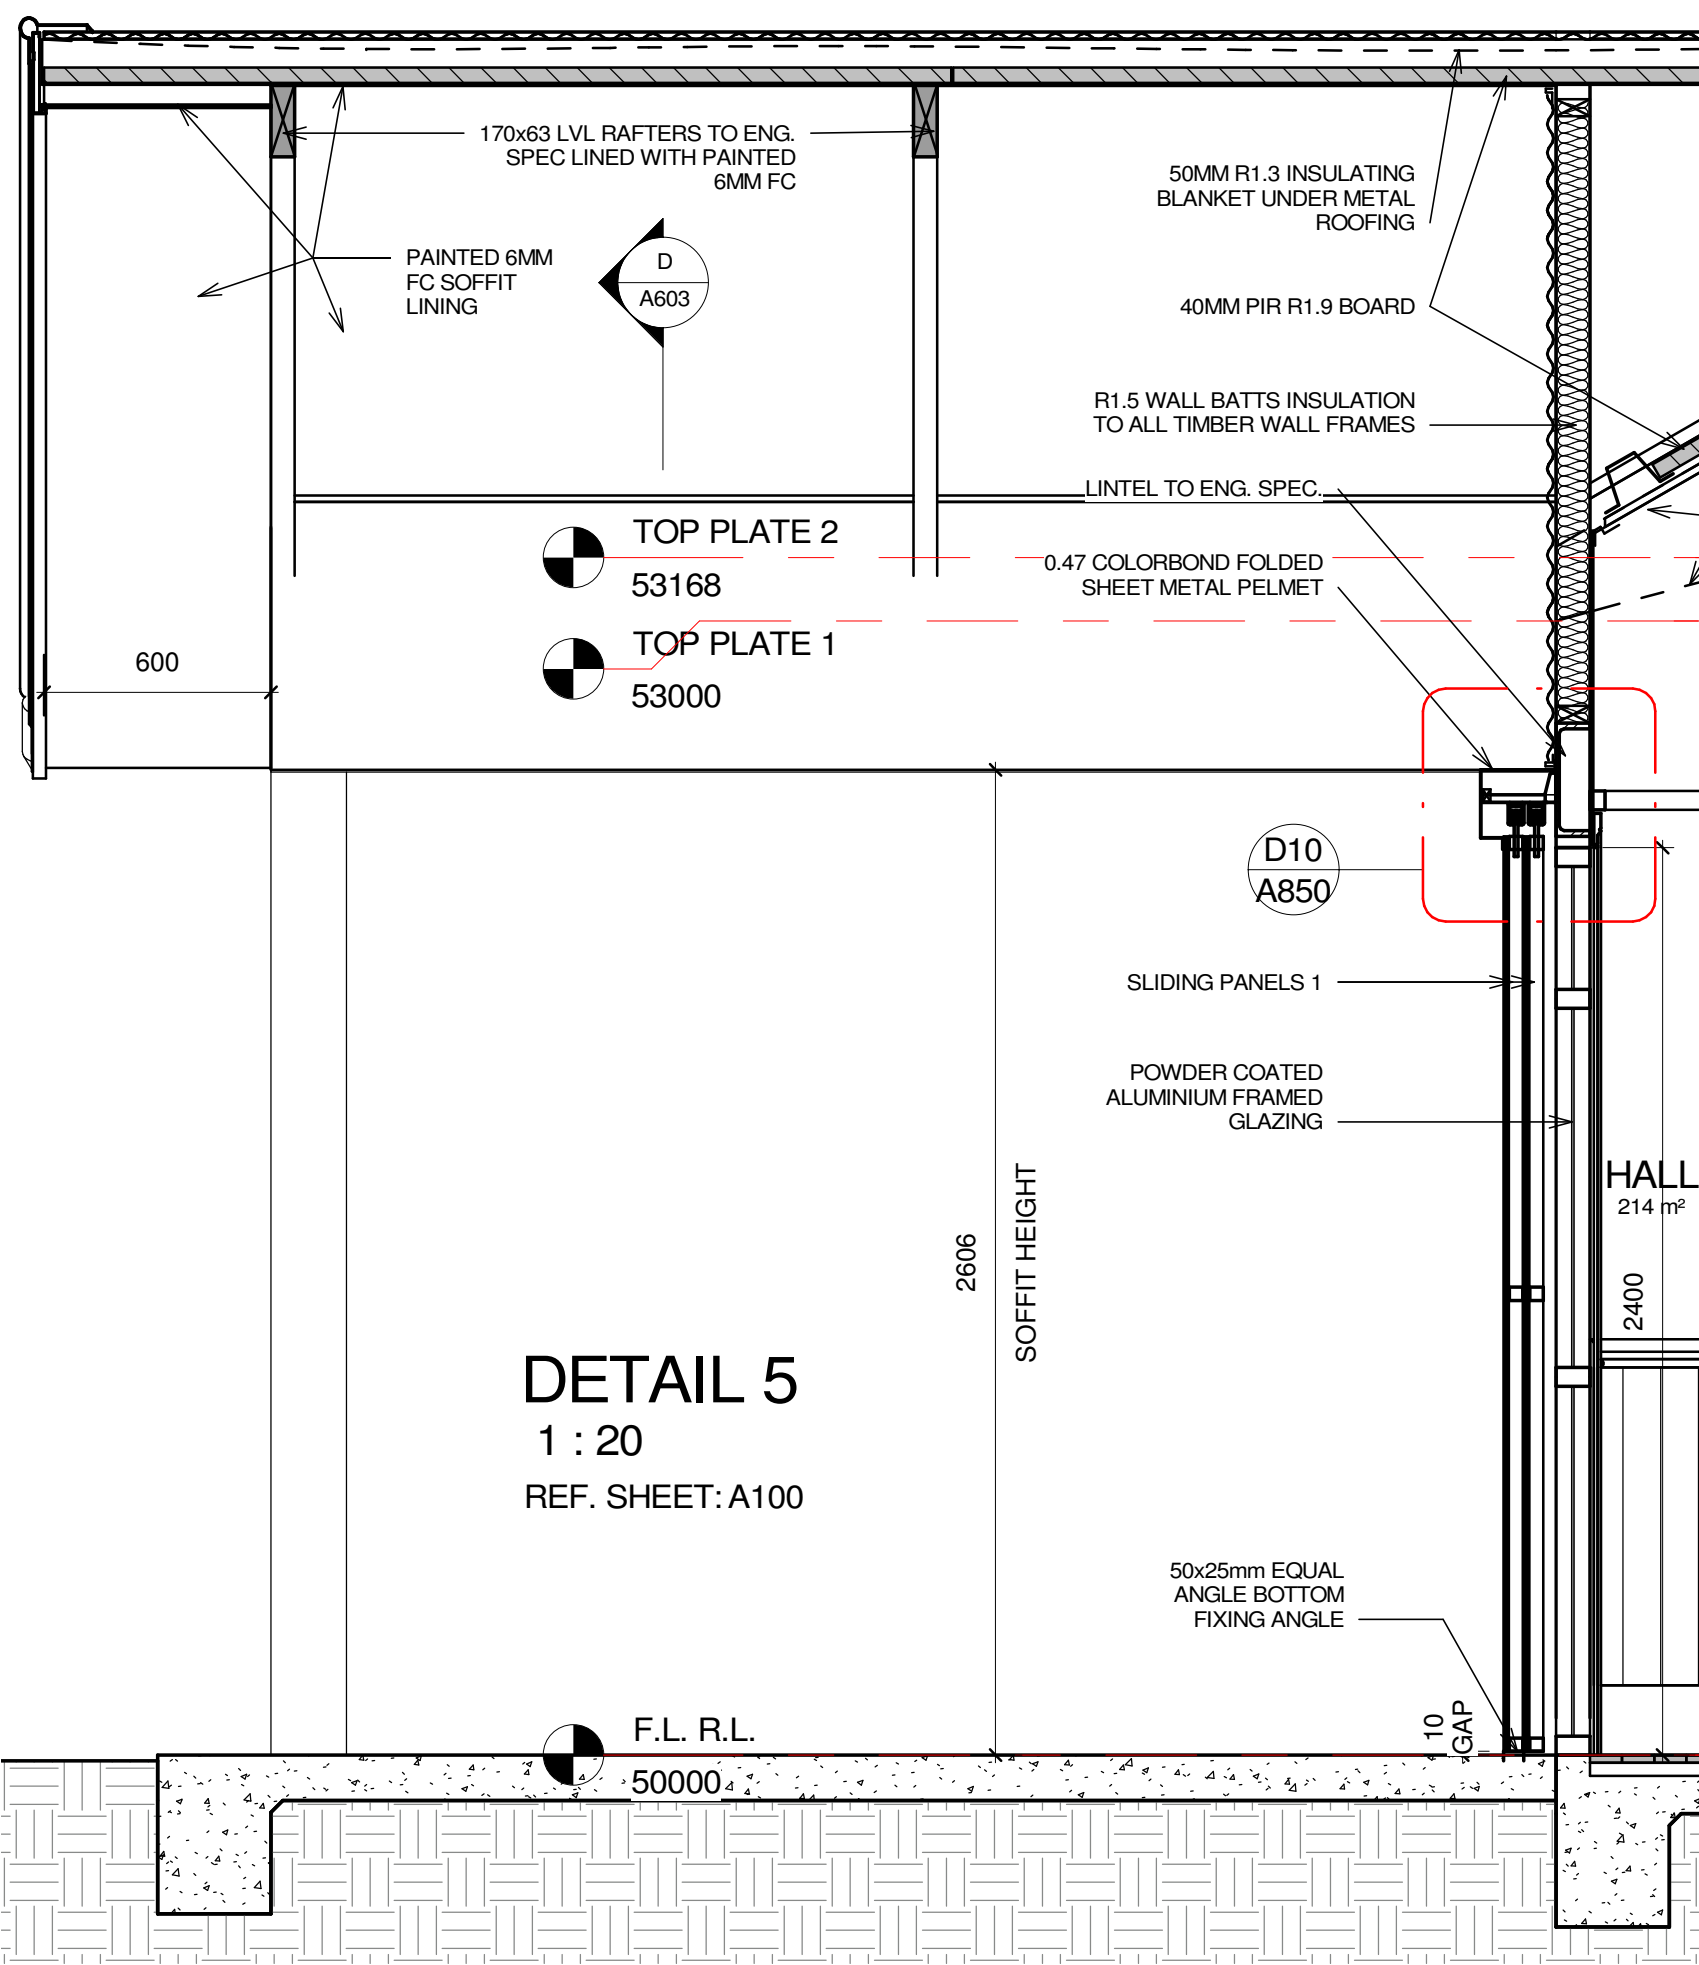 170x63 LVL RAFTERS TO ENG.
SPEC LINED WITH PAINTED
6MM FC
50MM R1.3 INSULATING
BLANKET UNDER METAL
ROOFING
PAINTED 6MM
FC SOFFIT
LINING
D
A603
40MM PIR R1.9 BOARD
R1.5 WALL BATTS INSULATION
TO ALL TIMBER WALL FRAMES
LINTEL TO ENG. SPEC.
TOP PLATE 2
53168
0.47 COLORBOND FOLDED
SHEET METAL PELMET
TOP PLATE 1
53000
600
D10
A850
SLIDING PANELS 1
POWDER COATED
ALUMINIUM FRAMED
GLAZING
HALL
214 m²
2606
SOFFIT HEIGHT
2400
DETAIL 5
1 : 20
REF. SHEET: A100
50x25mm EQUAL
ANGLE BOTTOM
FIXING ANGLE
10
GAP
F.L. R.L.
50000